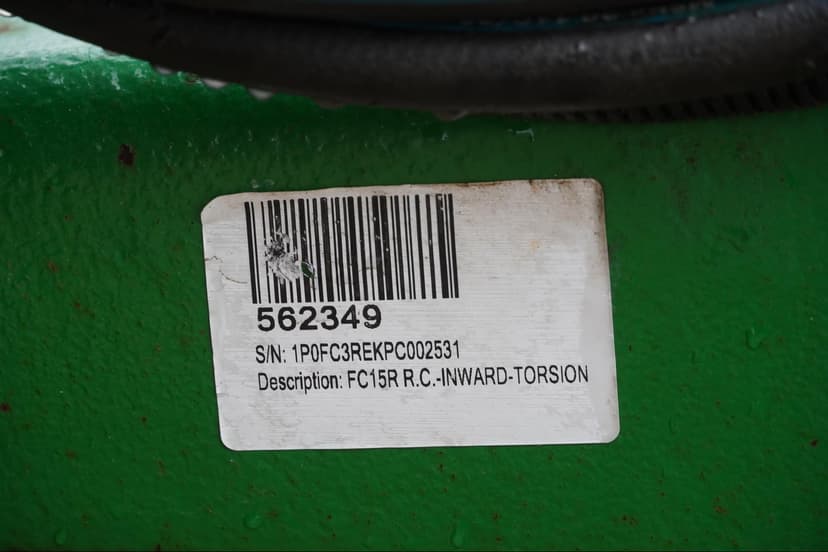 562349
S/N: 1P0FC3REKPC002531
Description: FC15R R.C.-INWARD-TORSION